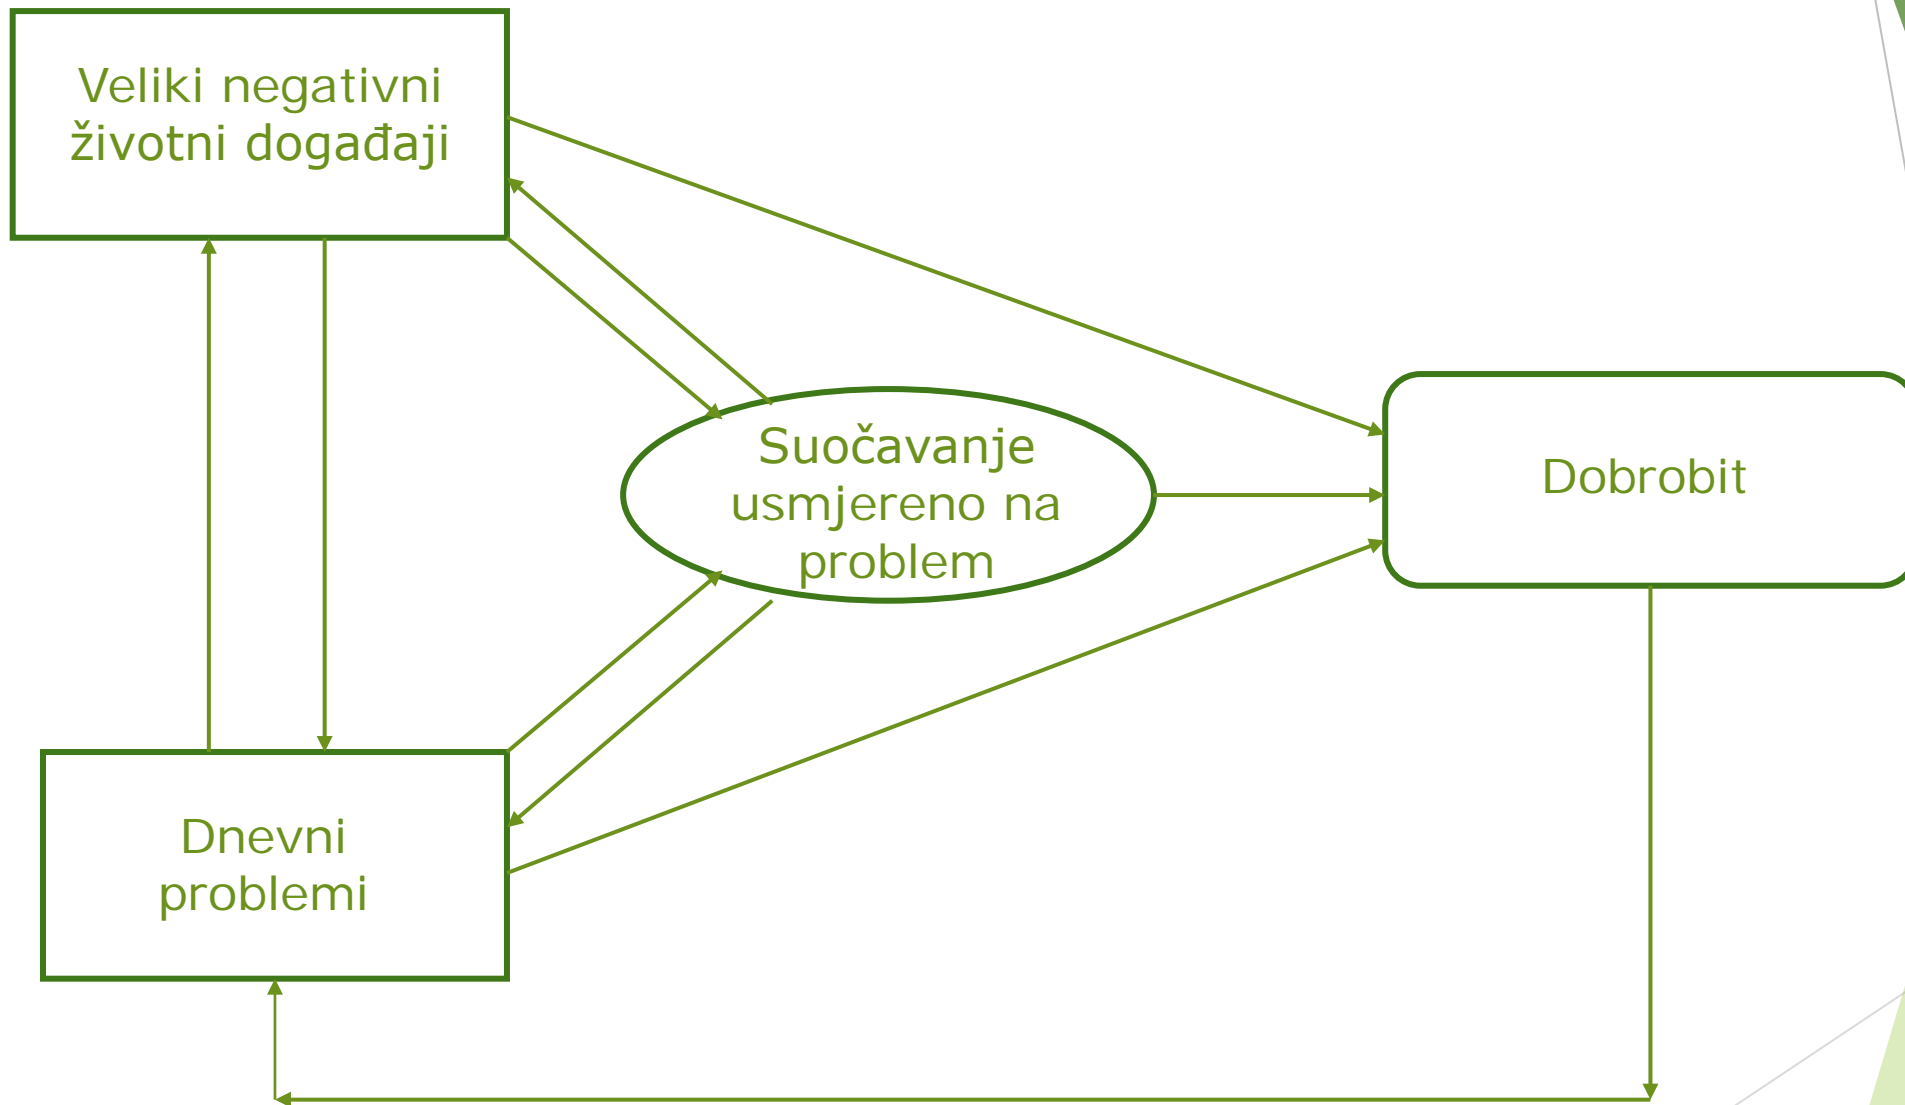 Veliki negativni
životni događaji
Suočavanje
usmjereno na
problem
Dobrobit
Dnevni
problemi